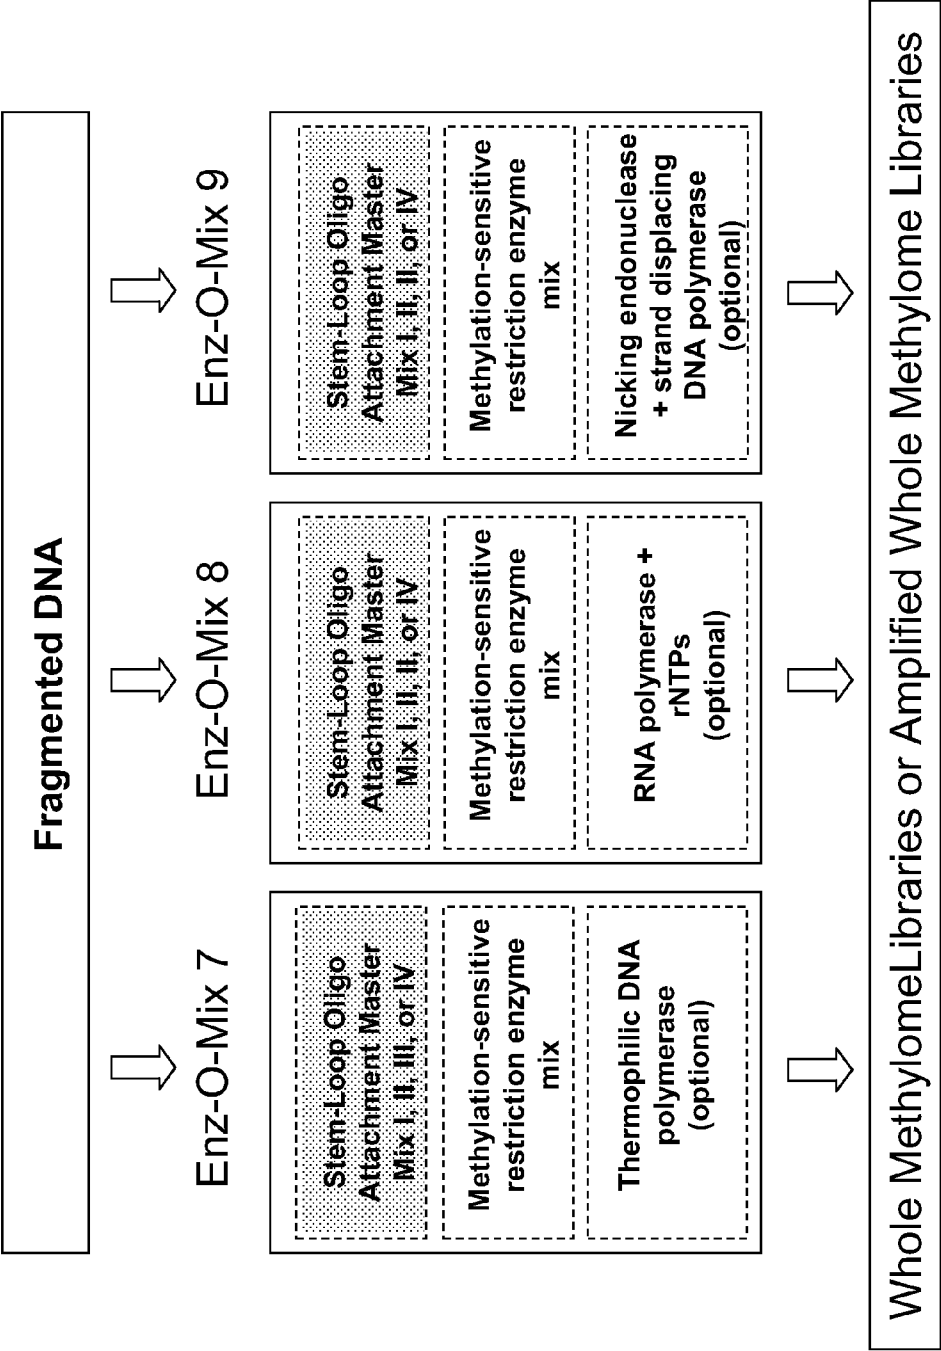 Fragmented DNA
Enz-O-Mix 7
Stem-Loop Oligo
Attachment Master
Mix I, II, III, or IV
Methylation-sensitive
restriction enzyme
mix
Thermophilic DNA
polymerase
(optional)
Enz-O-Mix 8
Stem-Loop Oligo
Attachment Master
Mix I, II, II, or IV
Methylation-sensitive
restriction enzyme
mix
RNA polymerase +
rNTPs
(optional)
Enz-O-Mix 9
Stem-Loop Oligo
Attachment Master
Mix I, II, II, or IV
Methylation-sensitive
restriction enzyme
mix
Nicking endonuclease
+ strand displacing
DNA polymerase
(optional)
Whole MethylomeLibraries or Amplified Whole Methylome Libraries